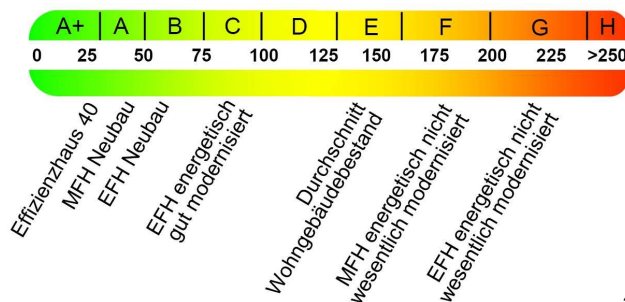 A+ A B C D E F G H
0 25 50 75 100 125 150 175 200 225 >250
Effizienzhaus 40
MFH Neubau
EFH Neubau
EFH energetisch
gut modernisiert
Durchschnitt
Wohngebäudebestand
MFH energetisch nicht
wesentlich modernisiert
EFH energetisch nicht
wesentlich modernisiert